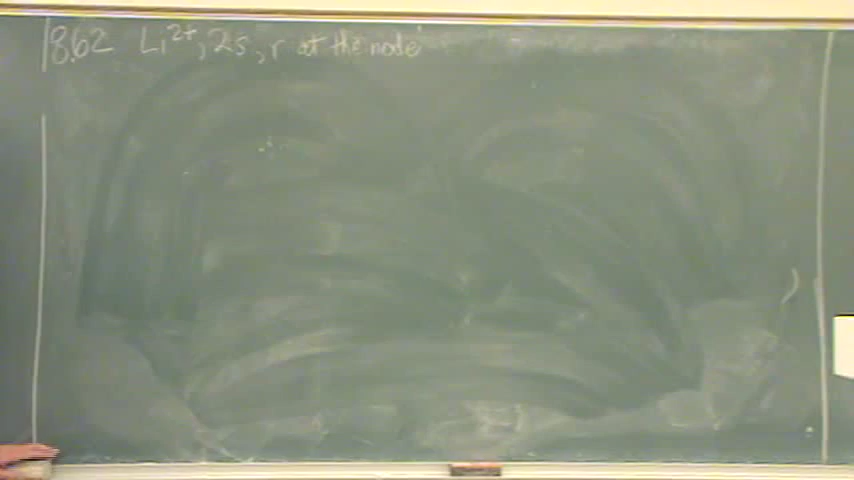 8.62 Li²⁺, 2s, r at the node